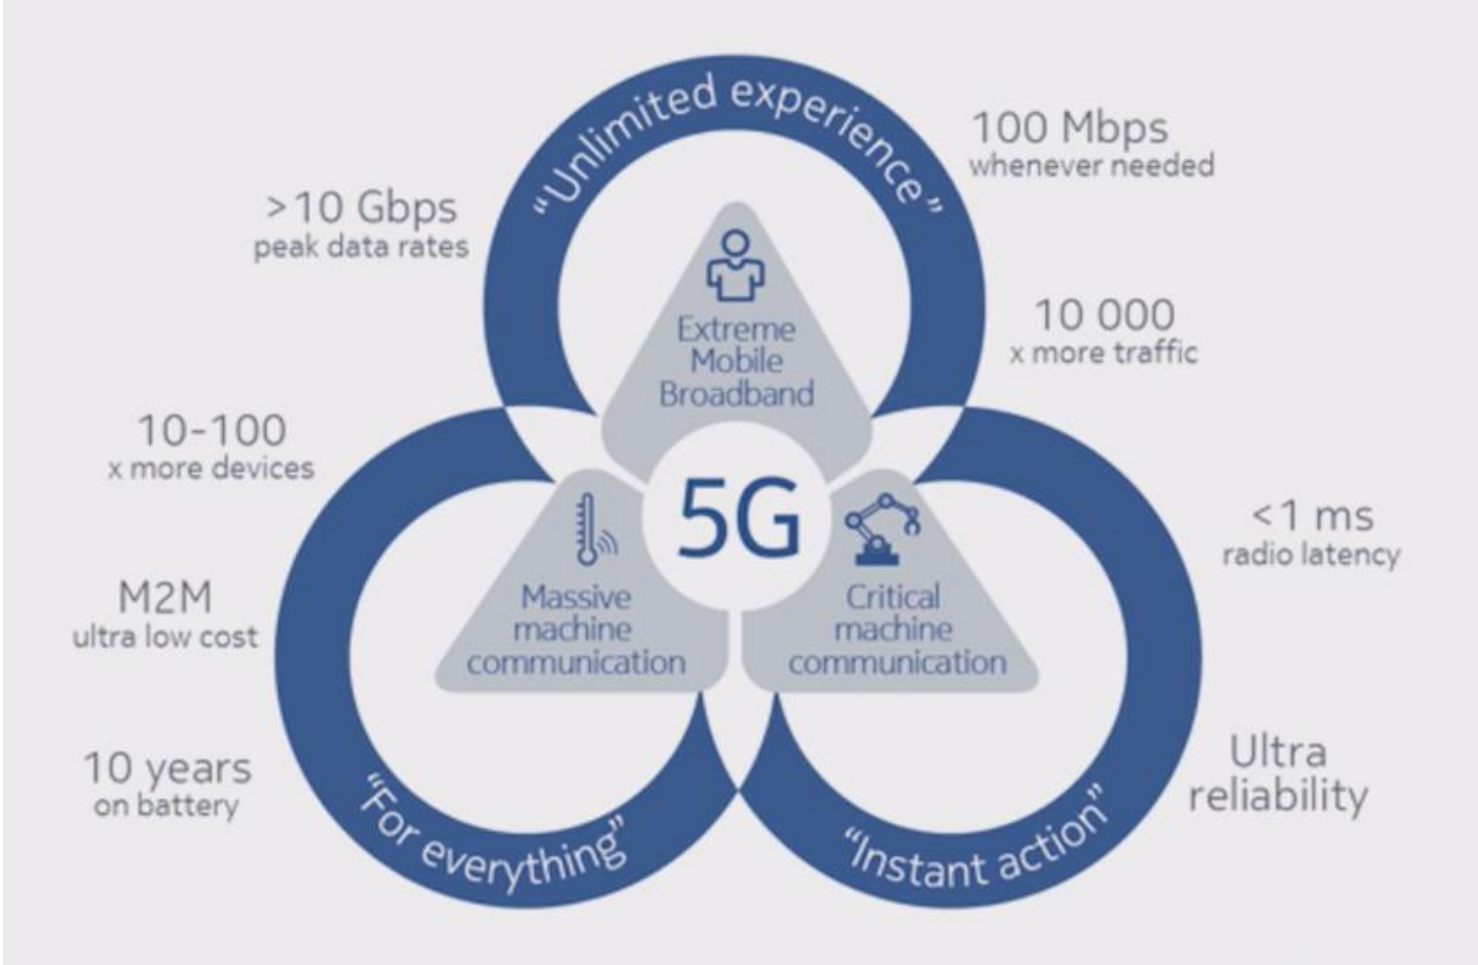 “Unlimited experience”
100 Mbps
whenever needed
>10 Gbps
peak data rates
10 000
x more traffic
Extreme
Mobile
Broadband
10-100
x more devices
5G
<1 ms
radio latency
M2M
ultra low cost
Massive
machine
communication
Critical
machine
communication
10 years
on battery
Ultra
reliability
“For everything”
“Instant action”